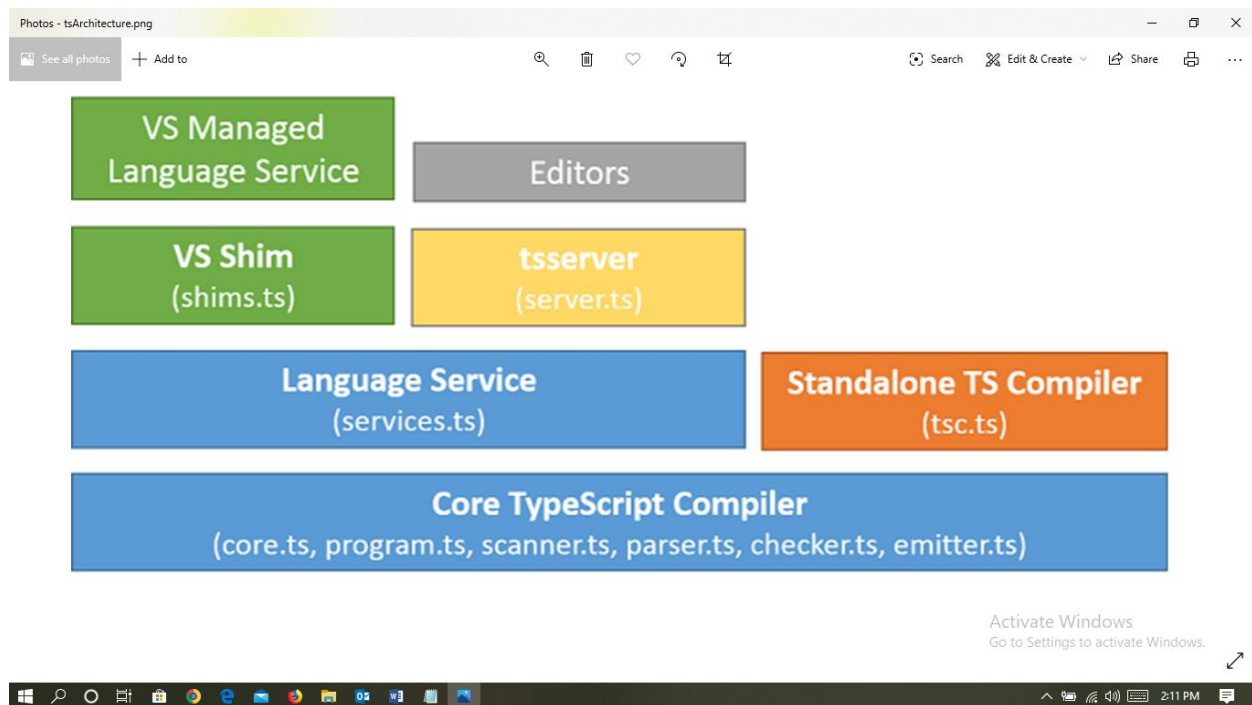 Photos - tsArchitecture.png
See all photos
Add to
Search
Edit & Create
Share
VS Managed
Language Service
Editors
VS Shim
(shims.ts)
tsserver
(server.ts)
Language Service
(services.ts)
Standalone TS Compiler
(tsc.ts)
Core TypeScript Compiler
(core.ts, program.ts, scanner.ts, parser.ts, checker.ts, emitter.ts)
Activate Windows
Go to Settings to activate Windows.
2:11 PM